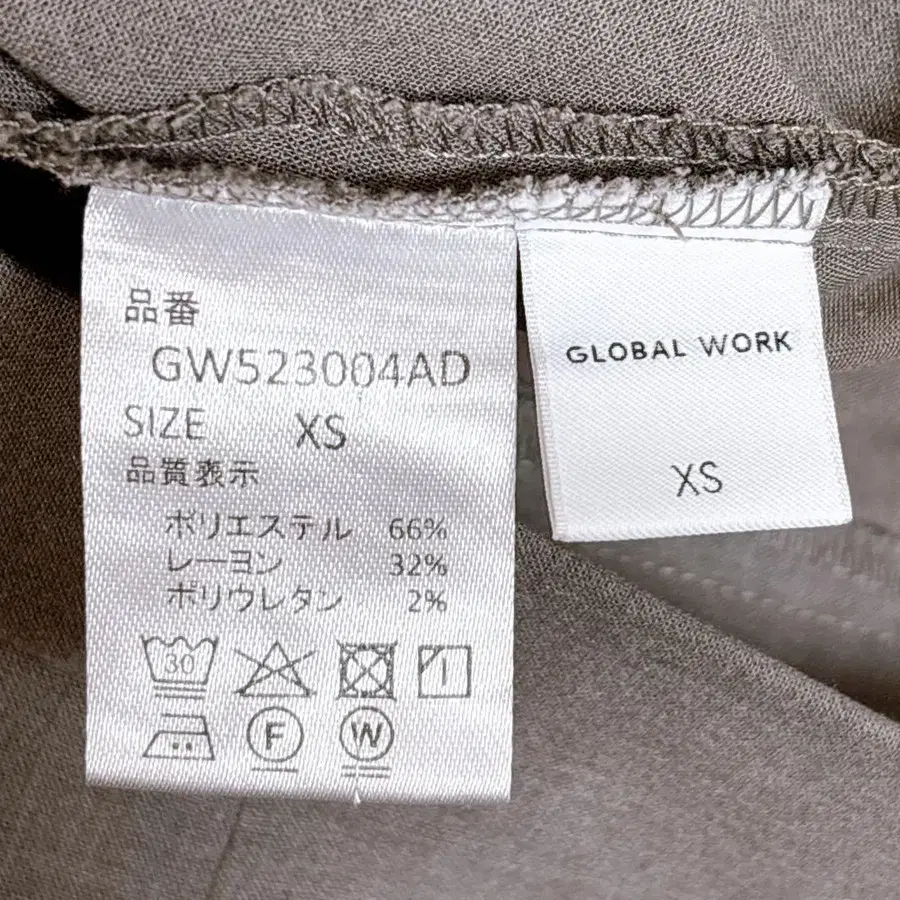 品番
GW523004AD
SIZE XS
品質表示
ポリエステル 66%
レーヨン 32%
ポリウレタン 2%
30
F W
GLOBAL WORK
XS